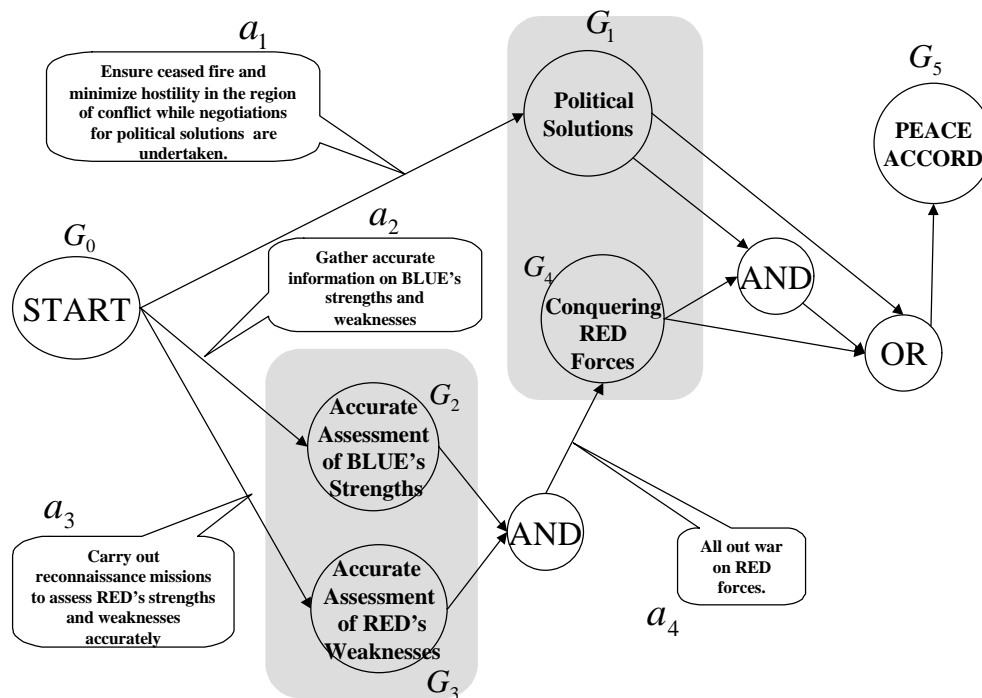 a1
Ensure ceased fire and
minimize hostility in the region
of conflict while negotiations
for political solutions are
undertaken.
G1
Political
Solutions
G5
PEACE
ACCORD
a2
Gather accurate
information on BLUE's
strengths and
weaknesses
G0
START
G4
Conquering
RED
Forces
AND
OR
Accurate
Assessment
of BLUE's
Strengths
G2
a3
Carry out
reconnaissance missions
to assess RED's strengths
and weaknesses
accurately
Accurate
Assessment
of RED's
Weaknesses
G3
AND
All out war
on RED
forces.
a4